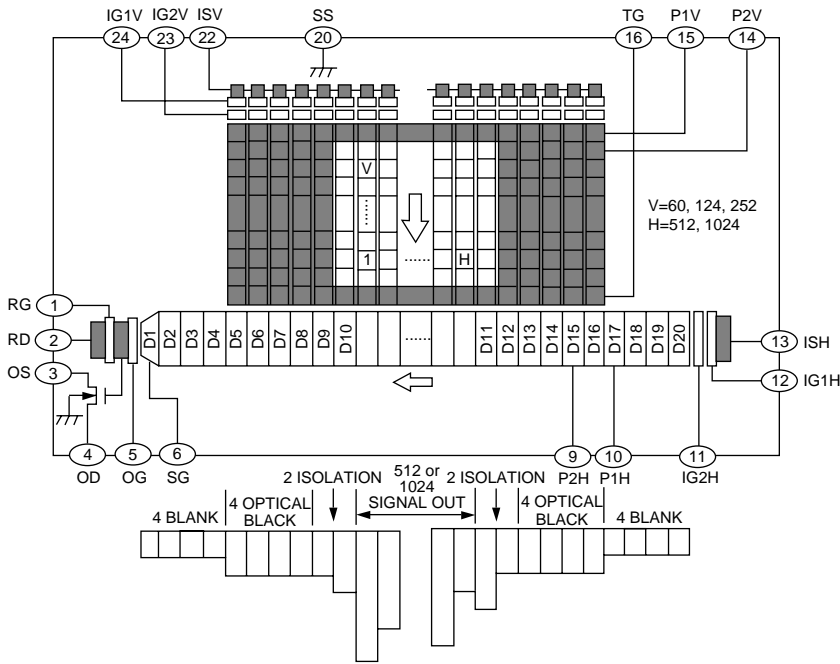 IG1V IG2V ISV SS TG P1V P2V
24 23 22 20 16 15 14
V
V=60, 124, 252
H=512, 1024
1 ...... H
RG 1
RD 2
OS 3
D1 D2 D3 D4 D5 D6 D7 D8 D9 D10 ...... D11 D12 D13 D14 D15 D16 D17 D18 D19 D20
13 ISH
12 IG1H
4 5 6 9 10 11
OD OG SG P2H P1H IG2H
2 ISOLATION 512 or 1024 SIGNAL OUT 2 ISOLATION
4 BLANK 4 OPTICAL BLACK 4 OPTICAL BLACK 4 BLANK